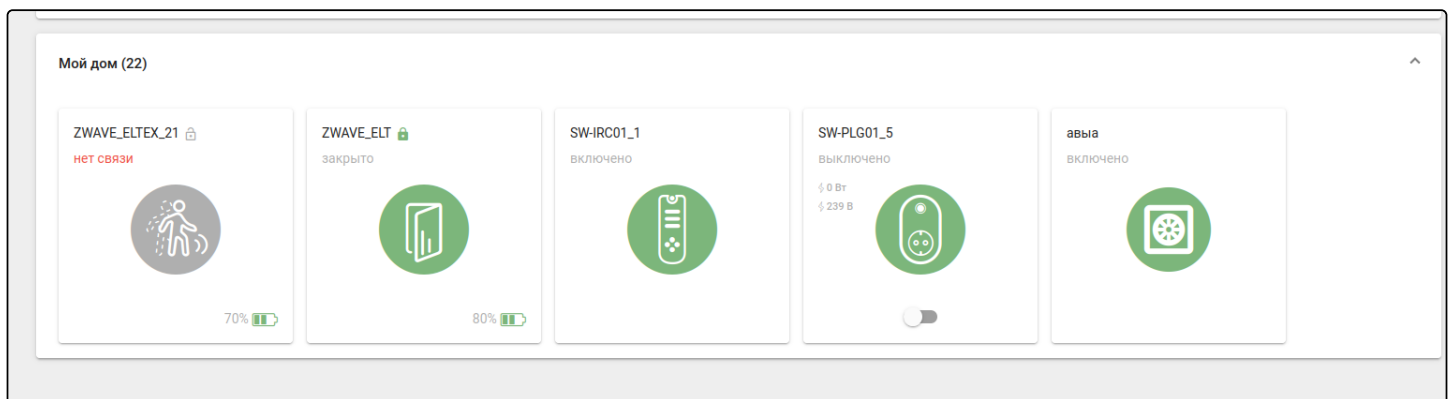 Мой дом (22)
ZWAVE_ELTEX_21
нет связи
70%
ZWAVE_ELT
закрыто
80%
SW-IRC01_1
включено
SW-PLG01_5
выключено
0 Вт
239 В
авыа
включено